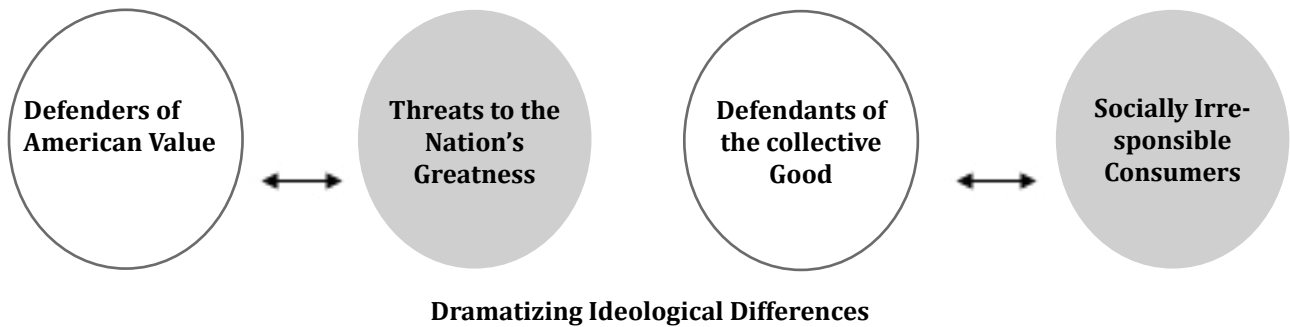 Defenders of
American Value
Threats to the
Nation's
Greatness
Defendants of
the collective
Good
Socially Irre-
sponsible
Consumers
Dramatizing Ideological Differences